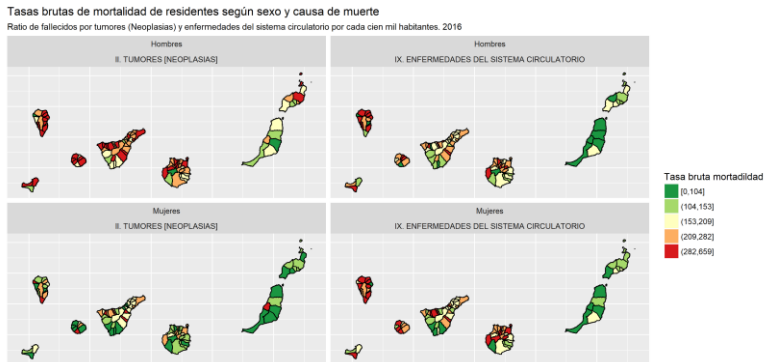 Tasas brutas de mortalidad de residentes según sexo y causa de muerte
Ratio de fallecidos por tumores (Neoplasias) y enfermedades del sistema circulatorio por cada cien mil habitantes. 2016
Hombres
II. TUMORES [NEOPLASIAS]
Hombres
IX. ENFERMEDADES DEL SISTEMA CIRCULATORIO
Mujeres
II. TUMORES [NEOPLASIAS]
Mujeres
IX. ENFERMEDADES DEL SISTEMA CIRCULATORIO
Tasa bruta mortadildad
[0,104]
(104,153]
(153,209]
(209,282]
(282,659]